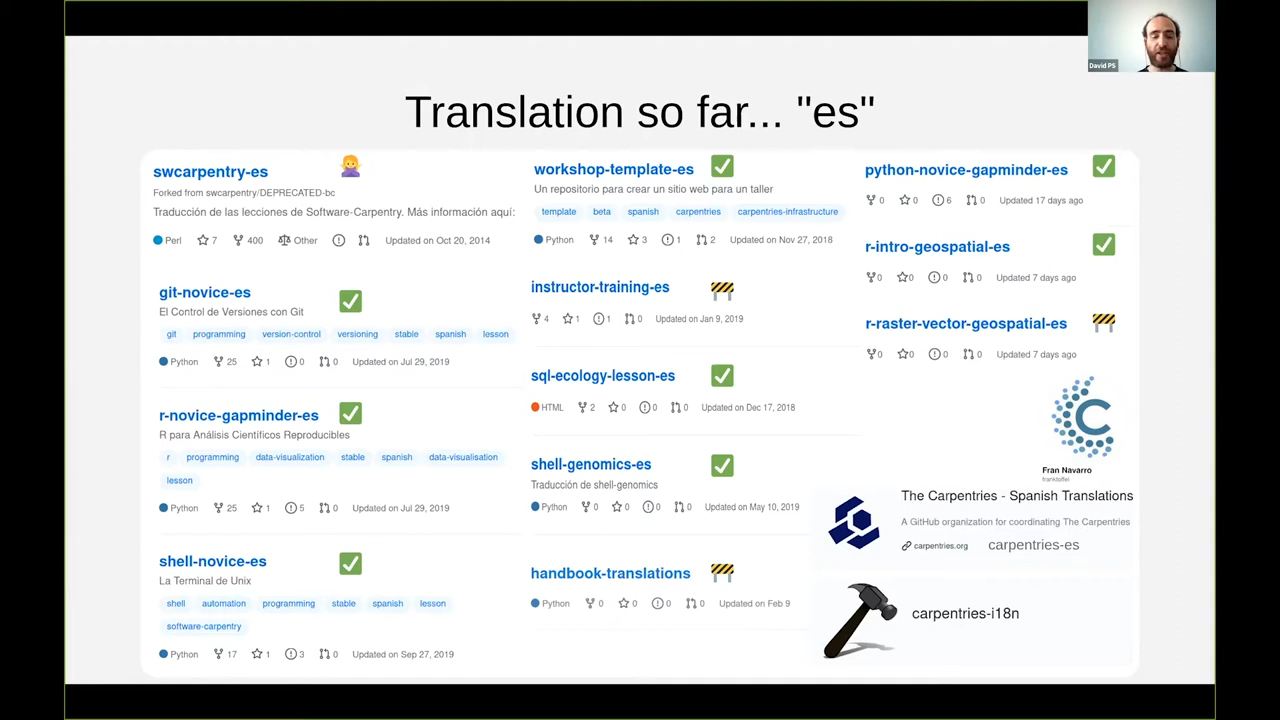 David PS
Translation so far... "es"
swcarpentry-es
Forked from swcarpentry/DEPRECATED-bc
Traducción de las lecciones de Software-Carpentry. Más información aquí:
Perl 7 400 Other Updated on Oct 20, 2014
git-novice-es
El Control de Versiones con Git
git programming version-control versioning stable spanish lesson
Python 25 1 0 0 Updated on Jul 29, 2019
r-novice-gapminder-es
R para Análisis Científicos Reproducibles
r programming data-visualization stable spanish data-visualisation
lesson
Python 25 1 5 0 Updated on Jul 29, 2019
shell-novice-es
La Terminal de Unix
shell automation programming stable spanish lesson
software-carpentry
Python 17 1 3 0 Updated on Sep 27, 2019
workshop-template-es
Un repositorio para crear un sitio web para un taller
template beta spanish carpentries carpentries-infrastructure
Python 14 3 1 2 Updated on Nov 27, 2018
instructor-training-es
4 1 1 0 Updated on Jan 9, 2019
sql-ecology-lesson-es
HTML 2 0 0 0 Updated on Dec 17, 2018
shell-genomics-es
Traducción de shell-genomics
Python 0 0 0 0 Updated on May 10, 2019
handbook-translations
Python 0 0 0 0 Updated on Feb 9
python-novice-gapminder-es
0 0 6 0 Updated 17 days ago
r-intro-geospatial-es
0 0 0 0 Updated 7 days ago
r-raster-vector-geospatial-es
0 0 0 0 Updated 7 days ago
Fran Navarro
franktoffel
The Carpentries - Spanish Translations
A GitHub organization for coordinating The Carpentries
carpentries.org carpentries-es
carpentries-i18n